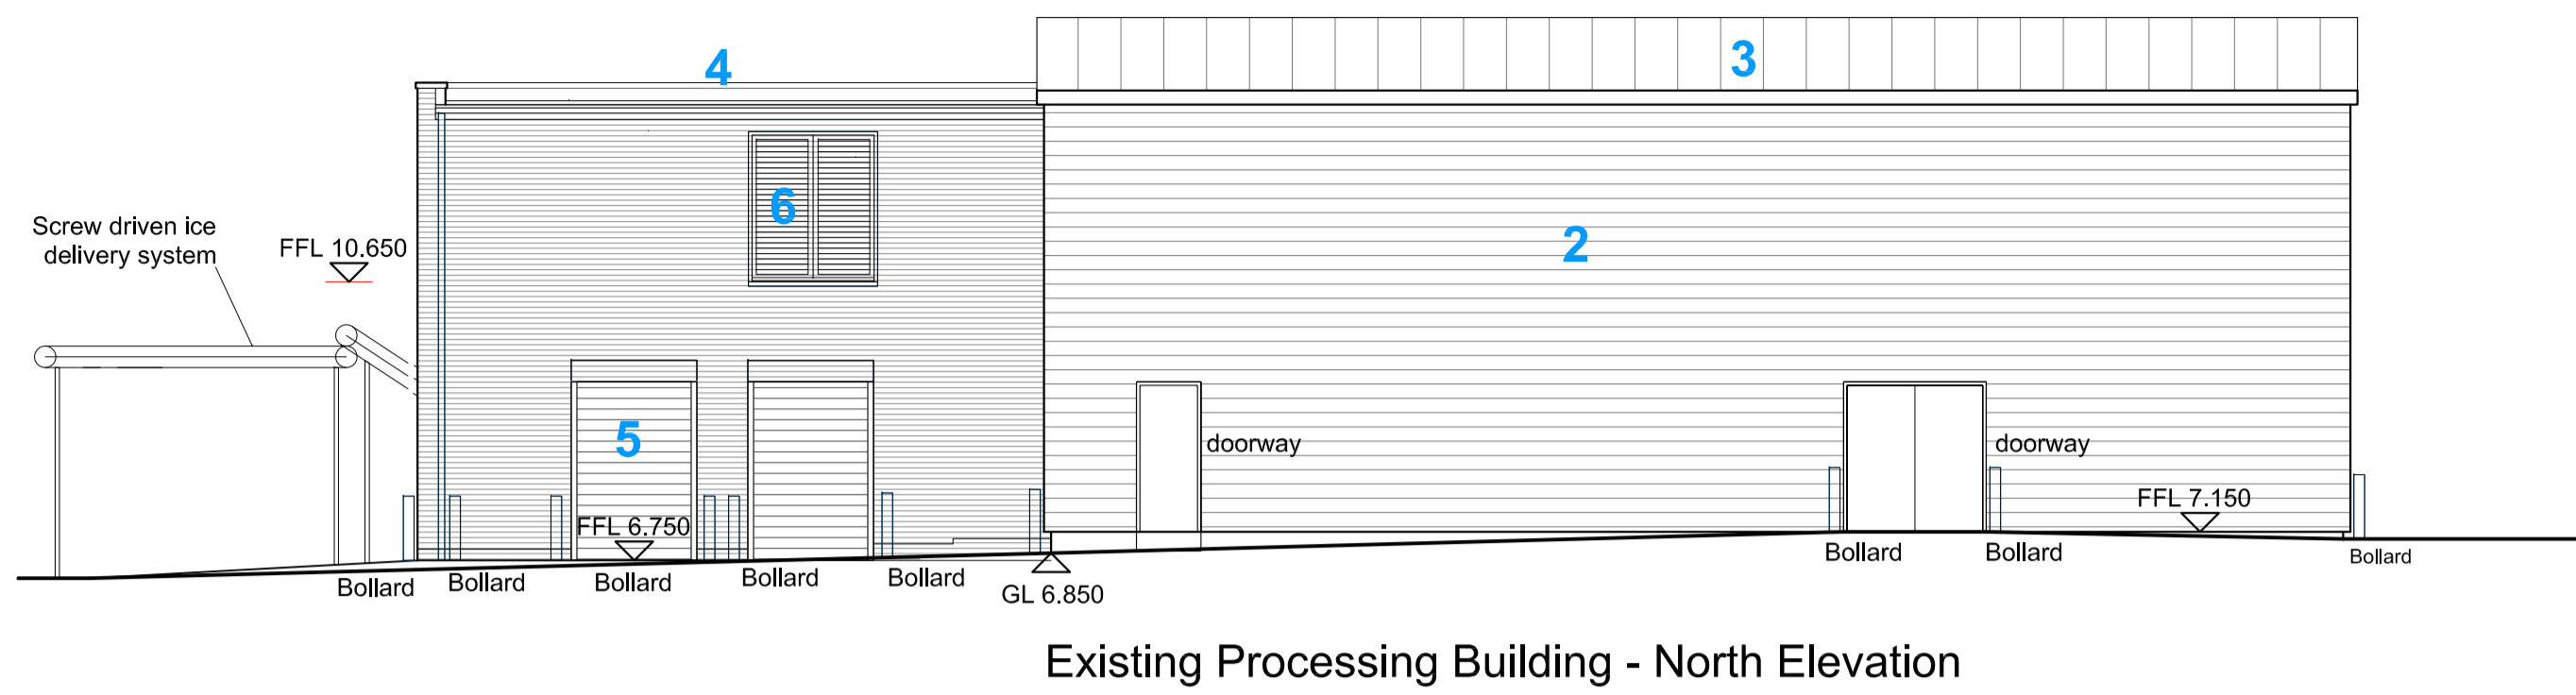 3
4
6
2
Screw driven ice
delivery system
FFL 10.650
5
doorway
doorway
FFL 6.750
FFL 7.150
Bollard
Bollard
Bollard
Bollard
Bollard
GL 6.850
Bollard
Bollard
Bollard
Existing Processing Building - North Elevation